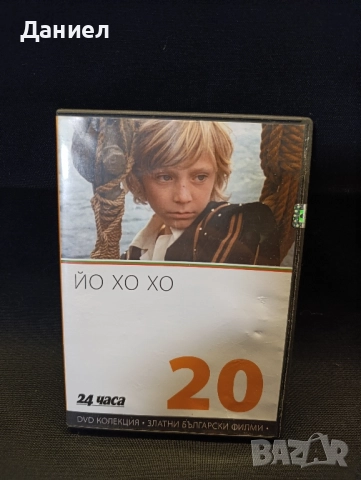 Даниел
ЙО ХО ХО
24 часа
20
DVD КОЛЕКЦИЯ • ЗЛАТНИ БЪЛГАРСКИ ФИЛМИ •
BAZAR